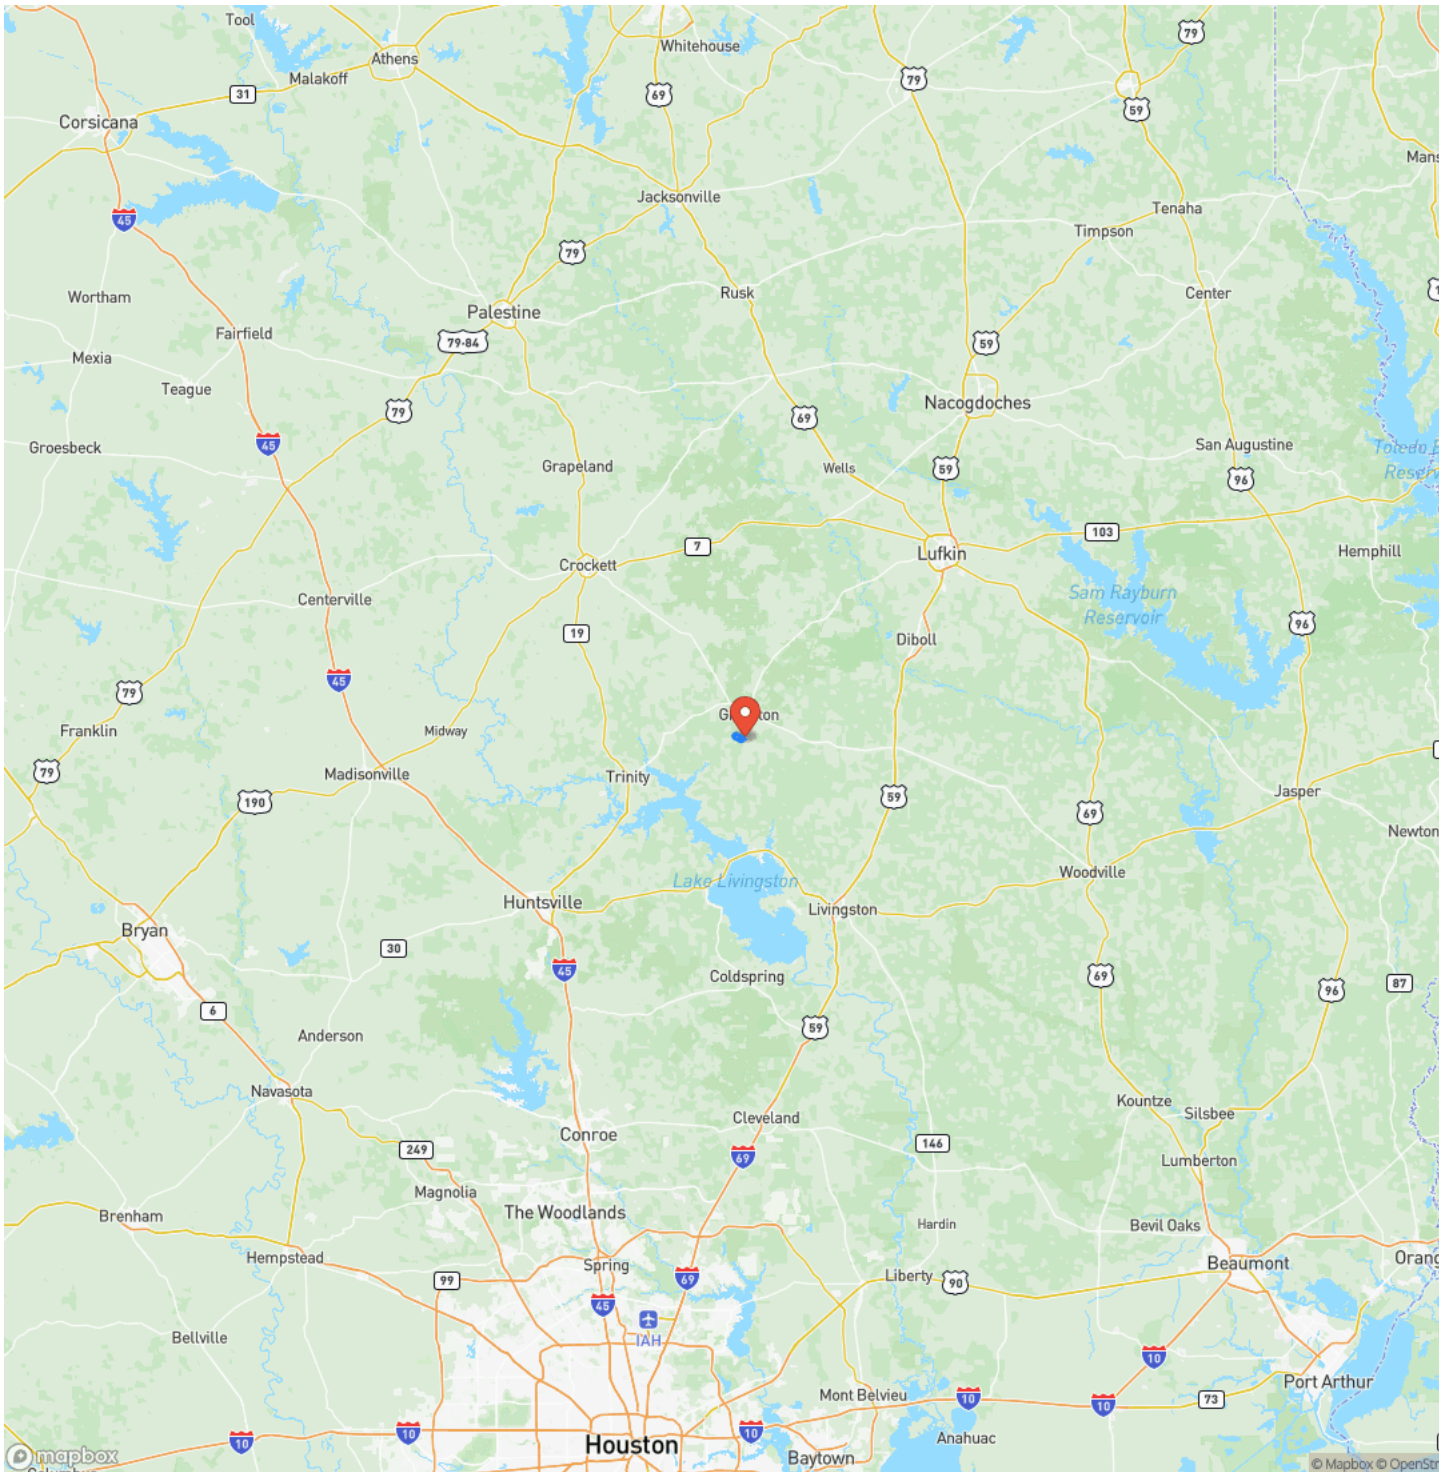 Tool
Whitehouse
79
Athens
Malakoff
69
79
31
59
Corsicana
Mans
Jacksonville
45
Tenaha
Timpson
79
Wortham
Rusk
Center
Palestine
Fairfield
79-84
59
Mexia
Teague
79
69
Nacogdoches
45
Groesbeck
San Augustine
Toledo B
Reserv
Grapeland
Wells
59
96
103
7
Lufkin
Hemphill
Crockett
Centerville
Sam Rayburn
Reservoir
19
96
Diboll
45
79
Franklin
Midway
79
Madisonville
Trinity
190
59
Jasper
69
Newton
Woodville
Lake Livingston
Huntsville
Livingston
Bryan
30
45
Coldspring
69
87
96
6
59
Anderson
Navasota
Kountze
Silsbee
Cleveland
Conroe
146
249
69
Lumberton
Magnolia
The Woodlands
Brenham
Hardin
Bevil Oaks
Hempstead
Spring
99
69
Liberty
90
Beaumont
Orang
45
Bellville
IAH
10
Port Arthur
Mont Belvieu
10
10
73
10
10
Houston
Anahuac
Baytown
mapbox
© Mapbox © OpenStr